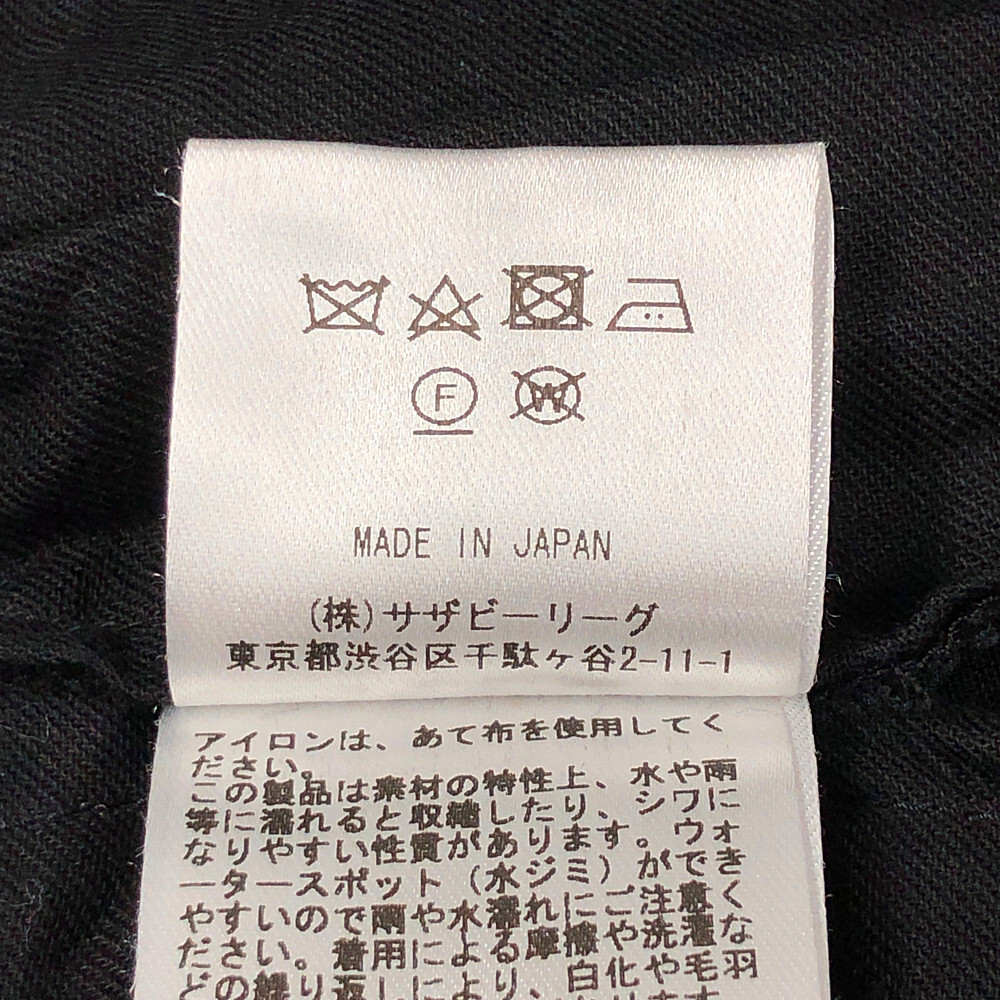 F
W
MADE IN JAPAN
(株)サザビーリーグ
東京都渋谷区千駄ヶ谷2-11-1
アイロンは、あて布を使用してく
ださい。
この製品は素材の特性上、水や雨
等に濡れると収縮したり、シワに
なりやすい性質があります。ウォ
ータースポット（水ジミ）ができ
やすいので雨や水濡れにご注意く
ださい。着用による摩擦や洗濯な
どの繰り返しにより、白化や毛羽